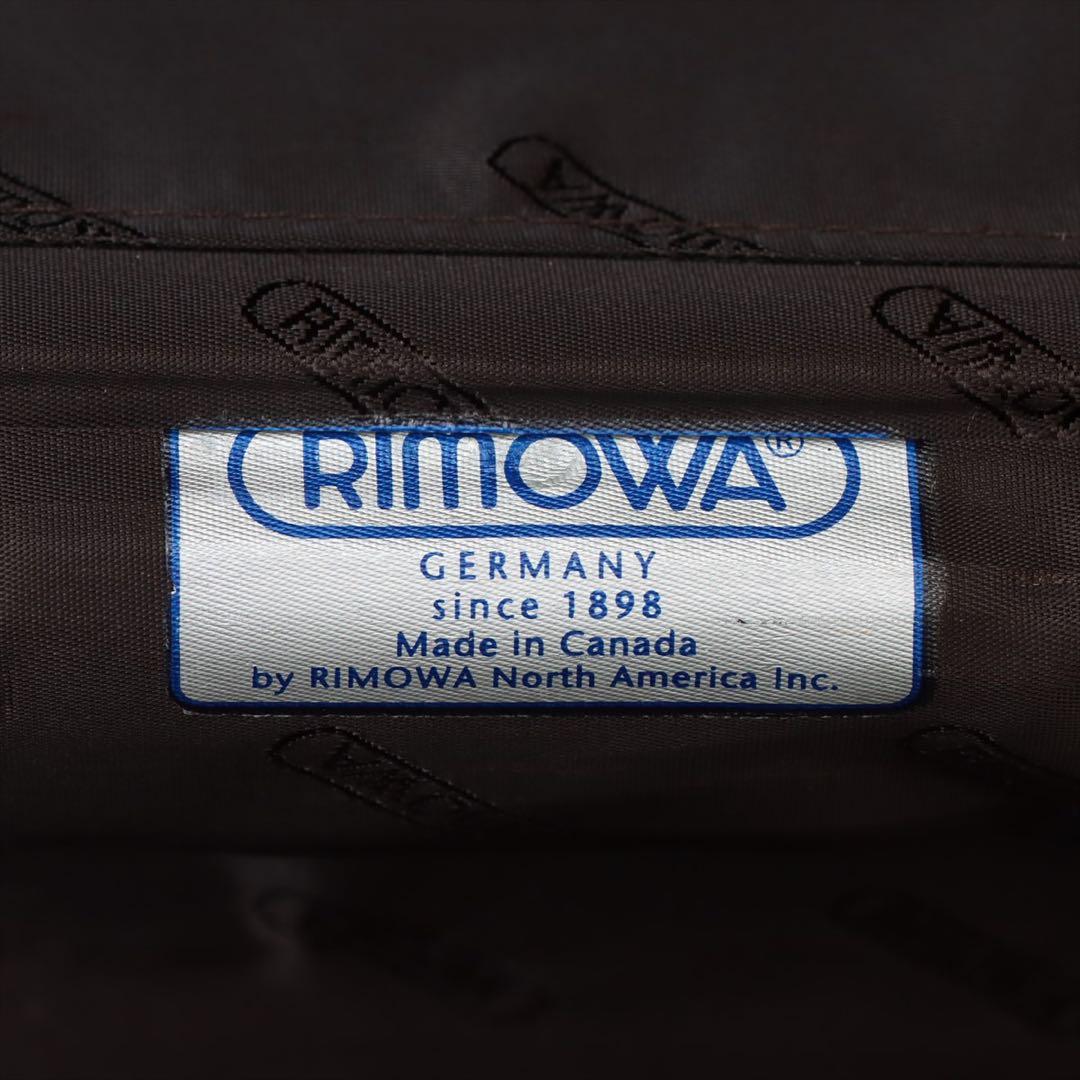 RIMOWA®
GERMANY
since 1898
Made in Canada
by RIMOWA North America Inc.